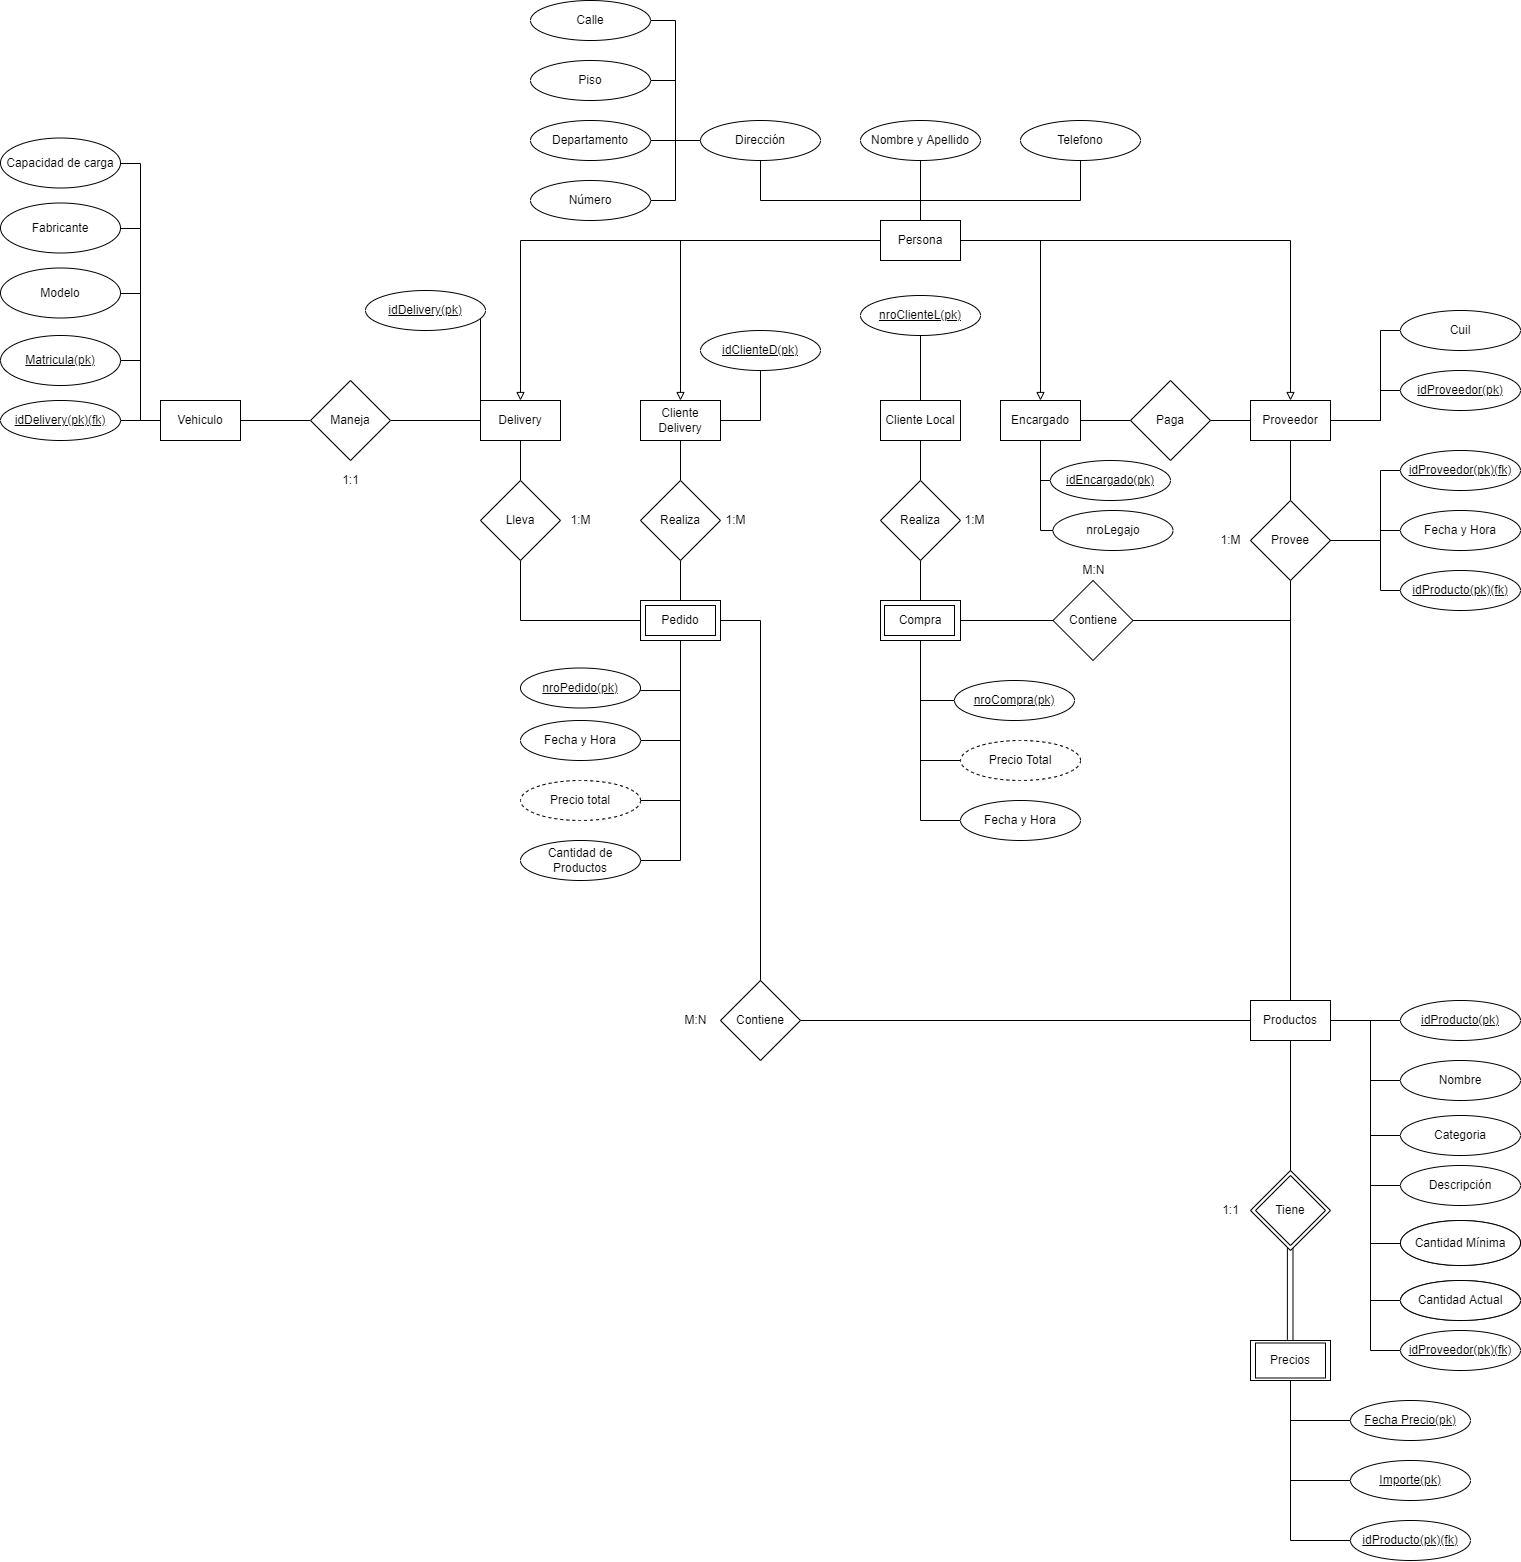 Calle
Piso
Departamento
Dirección
Nombre y Apellido
Telefono
Capacidad de carga
Número
Fabricante
Persona
Modelo
idDelivery(pk)
nroClienteL(pk)
Cuil
Matricula(pk)
idClienteD(pk)
idProveedor(pk)
idDelivery(pk)(fk)
Vehiculo
Maneja
Delivery
Cliente
Delivery
Cliente Local
Encargado
Paga
Proveedor
1:1
idEncargado(pk)
idProveedor(pk)(fk)
Lleva
1:M
Realiza
1:M
Realiza
1:M
nroLegajo
1:M
Provee
Fecha y Hora
M:N
idProducto(pk)(fk)
Pedido
Compra
Contiene
nroPedido(pk)
nroCompra(pk)
Fecha y Hora
Precio Total
Precio total
Fecha y Hora
Cantidad de
Productos
M:N
Contiene
Productos
idProducto(pk)
Nombre
Categoria
Descripción
1:1
Tiene
Cantidad Mínima
Cantidad Actual
idProveedor(pk)(fk)
Precios
Fecha Precio(pk)
Importe(pk)
idProducto(pk)(fk)